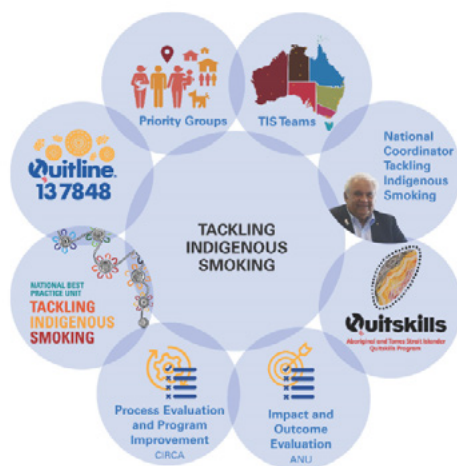 Priority Groups
TIS Teams
National
Coordinator
Tackling
Indigenous
Smoking
Quitskills
Aboriginal and Torres Strait Islander
Quitskills Program
Impact and
Outcome
Evaluation
ANU
Process Evaluation
and Program
Improvement
CIRCA
NATIONAL BEST
PRACTICE UNIT
TACKLING
INDIGENOUS
SMOKING
Quitline
13 7848
TACKLING
INDIGENOUS
SMOKING